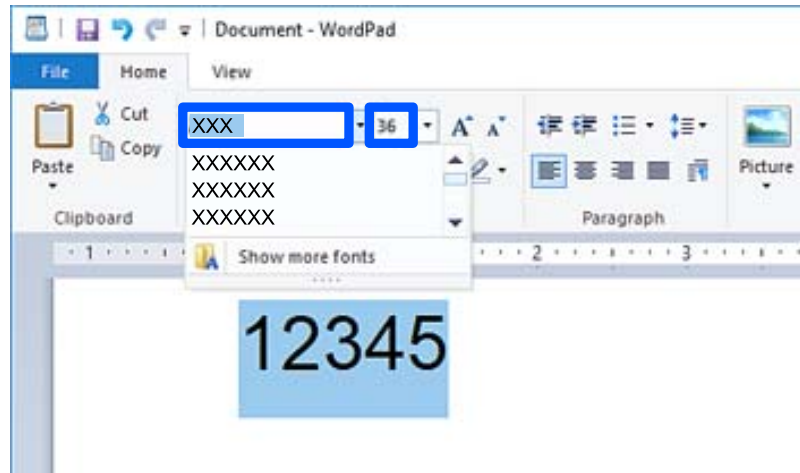 Document - WordPad
File Home View
Cut
XXX 36 A A
Copy
XXXXXX
Paste
XXXXXX
Picture
XXXXXX
Clipboard Paragraph
Show more fonts
1 2 3
12345